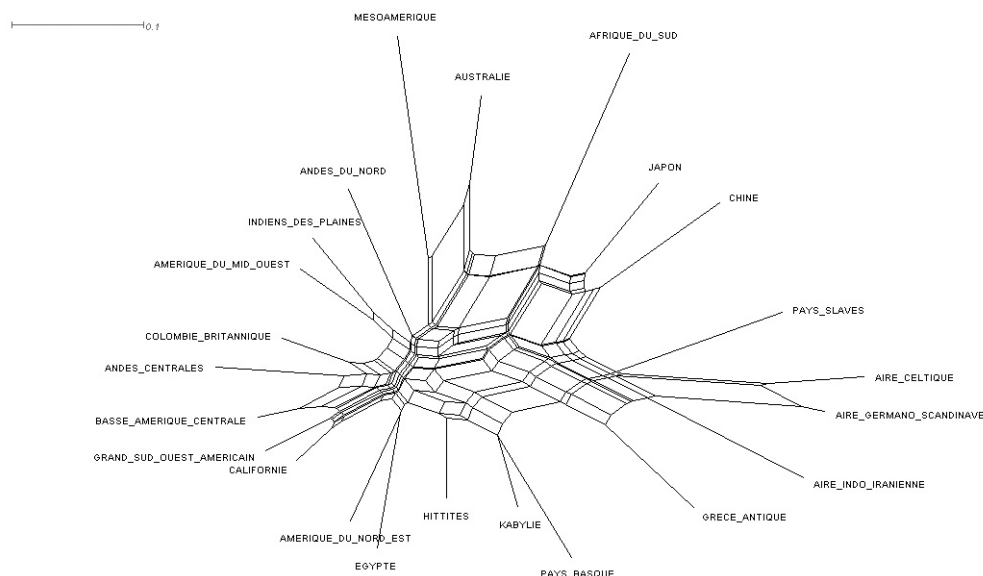 MESOAMERIQUE
0.1
AFRIQUE_DU_SUD
AUSTRALIE
JAPON
ANDES_DU_NORD
CHINE
INDIENS_DES_PLAINES
AMERIQUE_DU_MID_OUEST
PAYS_SLAVES
COLOMBIE_BRITANNIQUE
ANDES_CENTRALES
AIRE_CELTIQUE
AIRE_GERMANO_SCANDINAVE
BASSE_AMERIQUE_CENTRALE
GRAND_SUD_OUEST_AMERICAIN
CALIFORNIE
AIRE_INDO_IRANIENNE
HITTITES
GRECE_ANTIQUE
KABYLIE
AMERIQUE_DU_NORD_EST
EGYPTE
PAYS_BASQUE